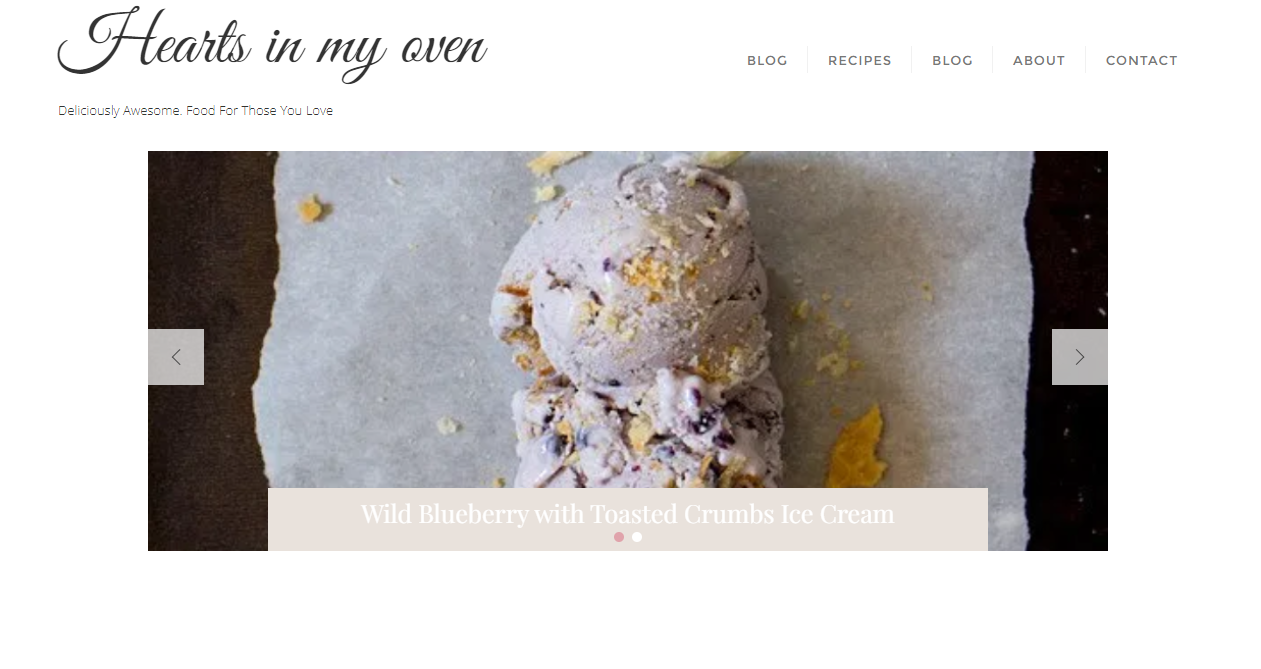 Hearts in my oven
BLOG RECIPES BLOG ABOUT CONTACT
Deliciously Awesome. Food For Those You Love
Wild Blueberry with Toasted Crumbs Ice Cream